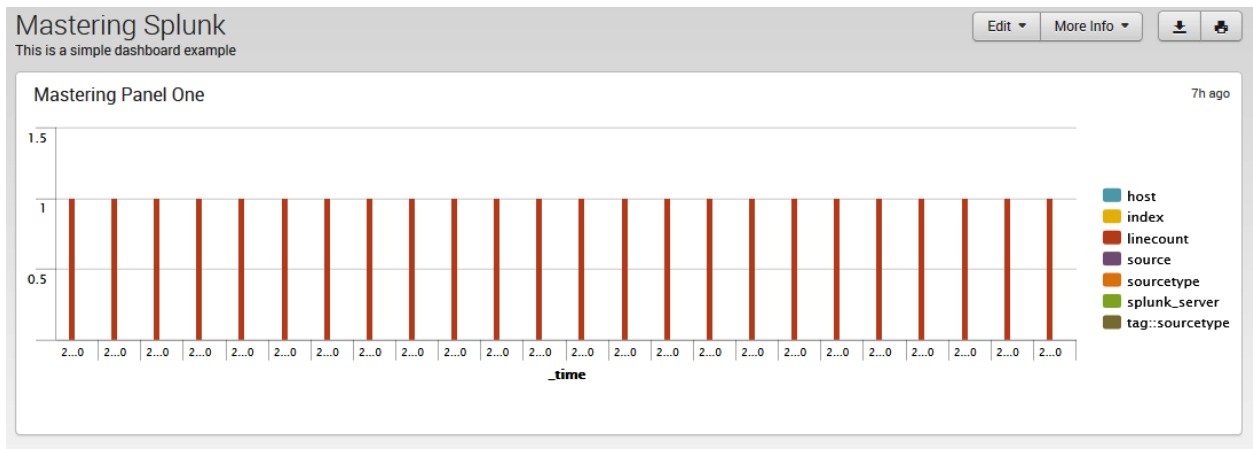 Mastering Splunk
Edit More Info
This is a simple dashboard example
Mastering Panel One 7h ago
1.5
1
0.5
host
index
linecount
source
sourcetype
splunk_server
tag::sourcetype
2...0 2...0 2...0 2...0 2...0 2...0 2...0 2...0 2...0 2...0 2...0 2...0 2...0 2...0 2...0 2...0 2...0 2...0 2...0 2...0 2...0 2...0 2...0 2...0
_time